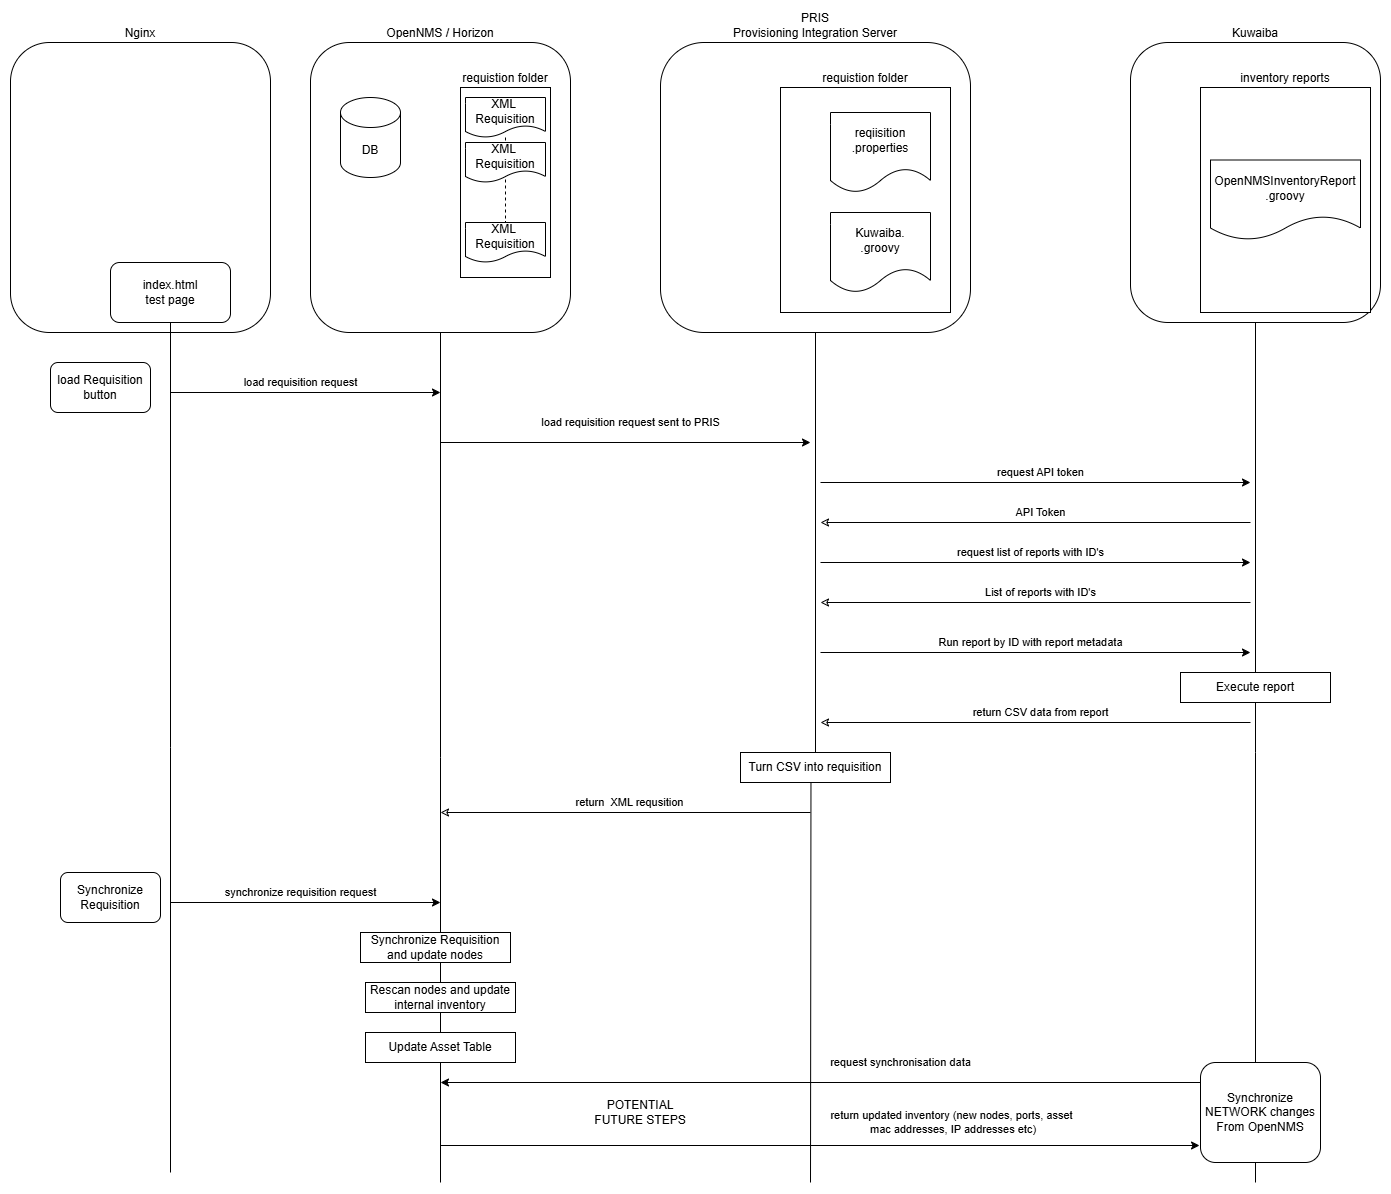 Nginx
OpenNMS / Horizon
PRIS
Provisioning Integration Server
Kuwaiba
requistion folder
XML
Requisition
XML
Requisition
XML
Requisition
DB
requistion folder
reqiisition
.properties
Kuwaiba.
.groovy
inventory reports
OpenNMSInventoryReport
.groovy
index.html
test page
load Requisition
button
load requisition request
load requisition request sent to PRIS
request API token
API Token
request list of reports with ID's
List of reports with ID's
Run report by ID with report metadata
Execute report
return CSV data from report
Turn CSV into requisition
return  XML requsition
Synchronize
Requisition
synchronize requisition request
Synchronize Requisition
and update nodes
Rescan nodes and update
internal inventory
Update Asset Table
request synchronisation data
POTENTIAL
FUTURE STEPS
return updated inventory (new nodes, ports, asset
mac addresses, IP addresses etc)
Synchronize
NETWORK changes
From OpenNMS